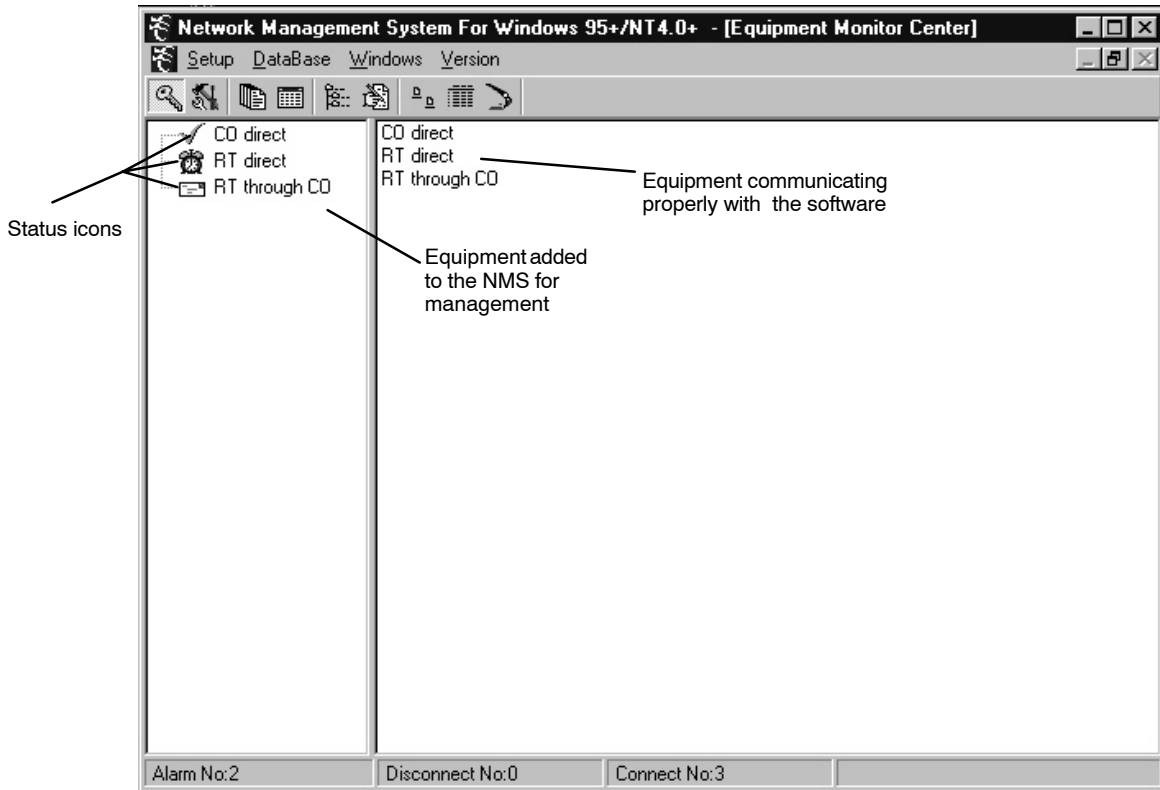 Network Management System For Windows 95+/NT4.0+ - [Equipment Monitor Center]
Setup DataBase Windows Version
CO direct
RT direct
RT through CO
CO direct
RT direct
RT through CO
Status icons
Equipment communicating
properly with the software
Equipment added
to the NMS for
management
Alarm No:2 Disconnect No:0 Connect No:3